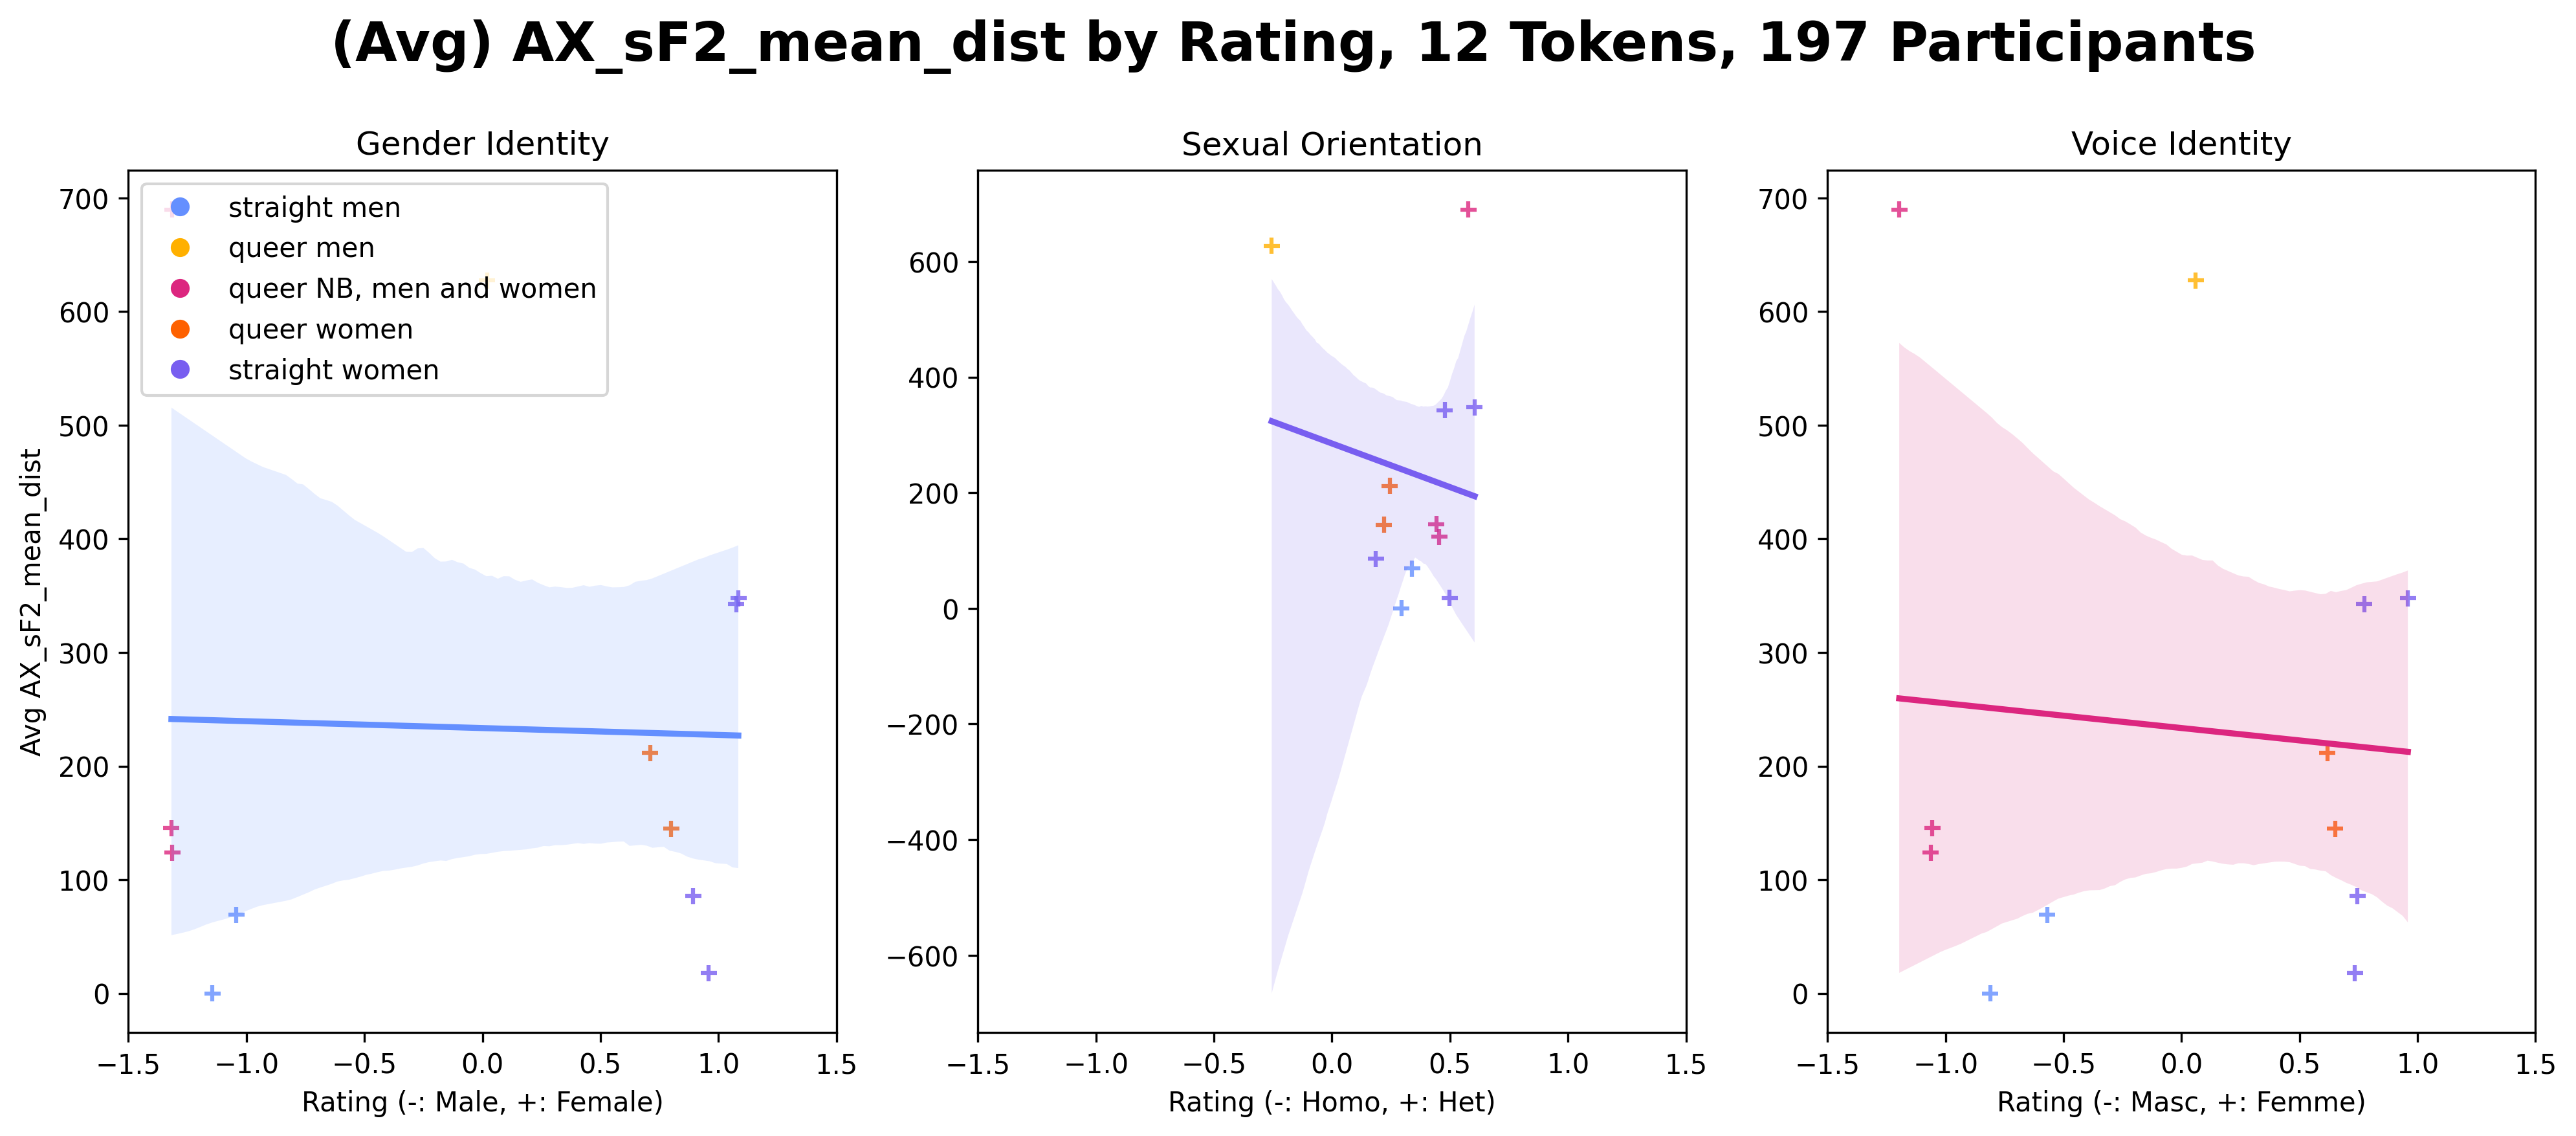 (Avg) AX_sF2_mean_dist by Rating, 12 Tokens, 197 Participants
Gender Identity
Avg AX_sF2_mean_dist
700
600
500
400
300
200
100
0
straight men
queer men
queer NB, men and women
queer women
straight women
−1.5 −1.0 −0.5 0.0 0.5 1.0 1.5
Rating (-: Male, +: Female)
Sexual Orientation
600
400
200
0
−200
−400
−600
−1.5 −1.0 −0.5 0.0 0.5 1.0 1.5
Rating (-: Homo, +: Het)
Voice Identity
700
600
500
400
300
200
100
0
−1.5 −1.0 −0.5 0.0 0.5 1.0 1.5
Rating (-: Masc, +: Femme)